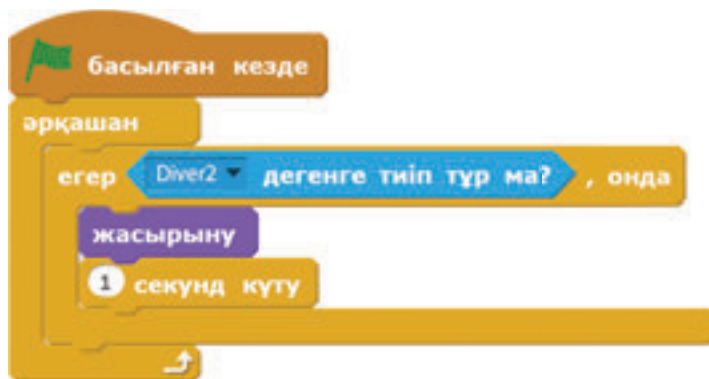 басылған кезде
әрқашан
егер Diver2 дегенге тиіп тұр ма? , онда
жасырыну
1 секунд күту